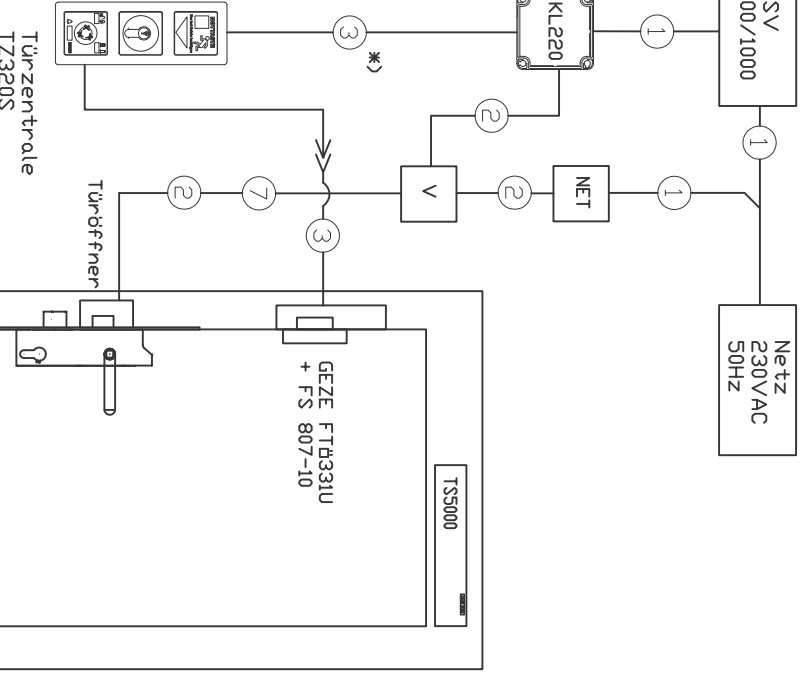 SV
00/1000
KL220
1
3
*)
1
2
Türzentrale
TZ320S
NET
V
1
2
7
2
Türöffner
3
Netz
230VAC
50Hz
GEZE FTÖ331U
+ FS 807-10
TS5000